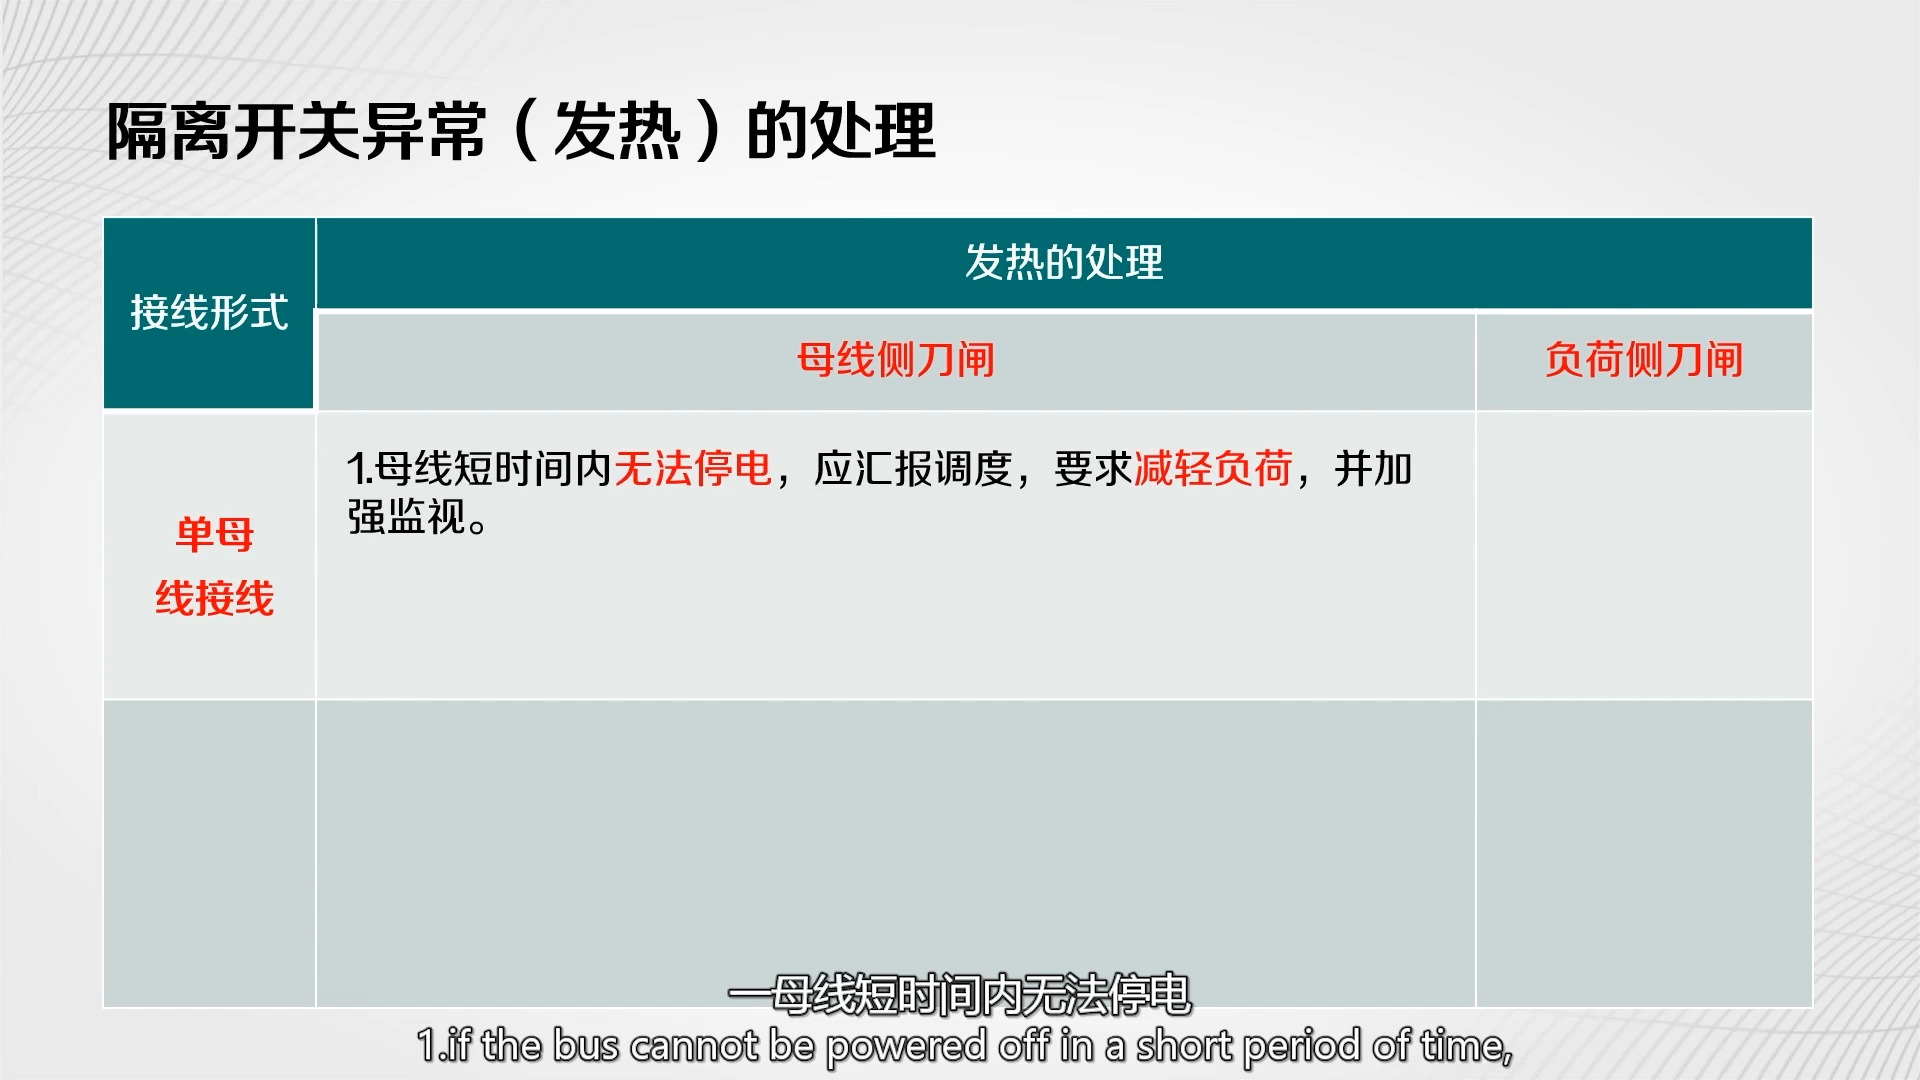 隔离开关异常（发热）的处理
接线形式
发热的处理
母线侧刀闸
负荷侧刀闸
单母
线接线
1.母线短时间内无法停电，应汇报调度，要求减轻负荷，并加
强监视。
一母线短时间内无法停电
1.if the bus cannot be powered off in a short period of time,